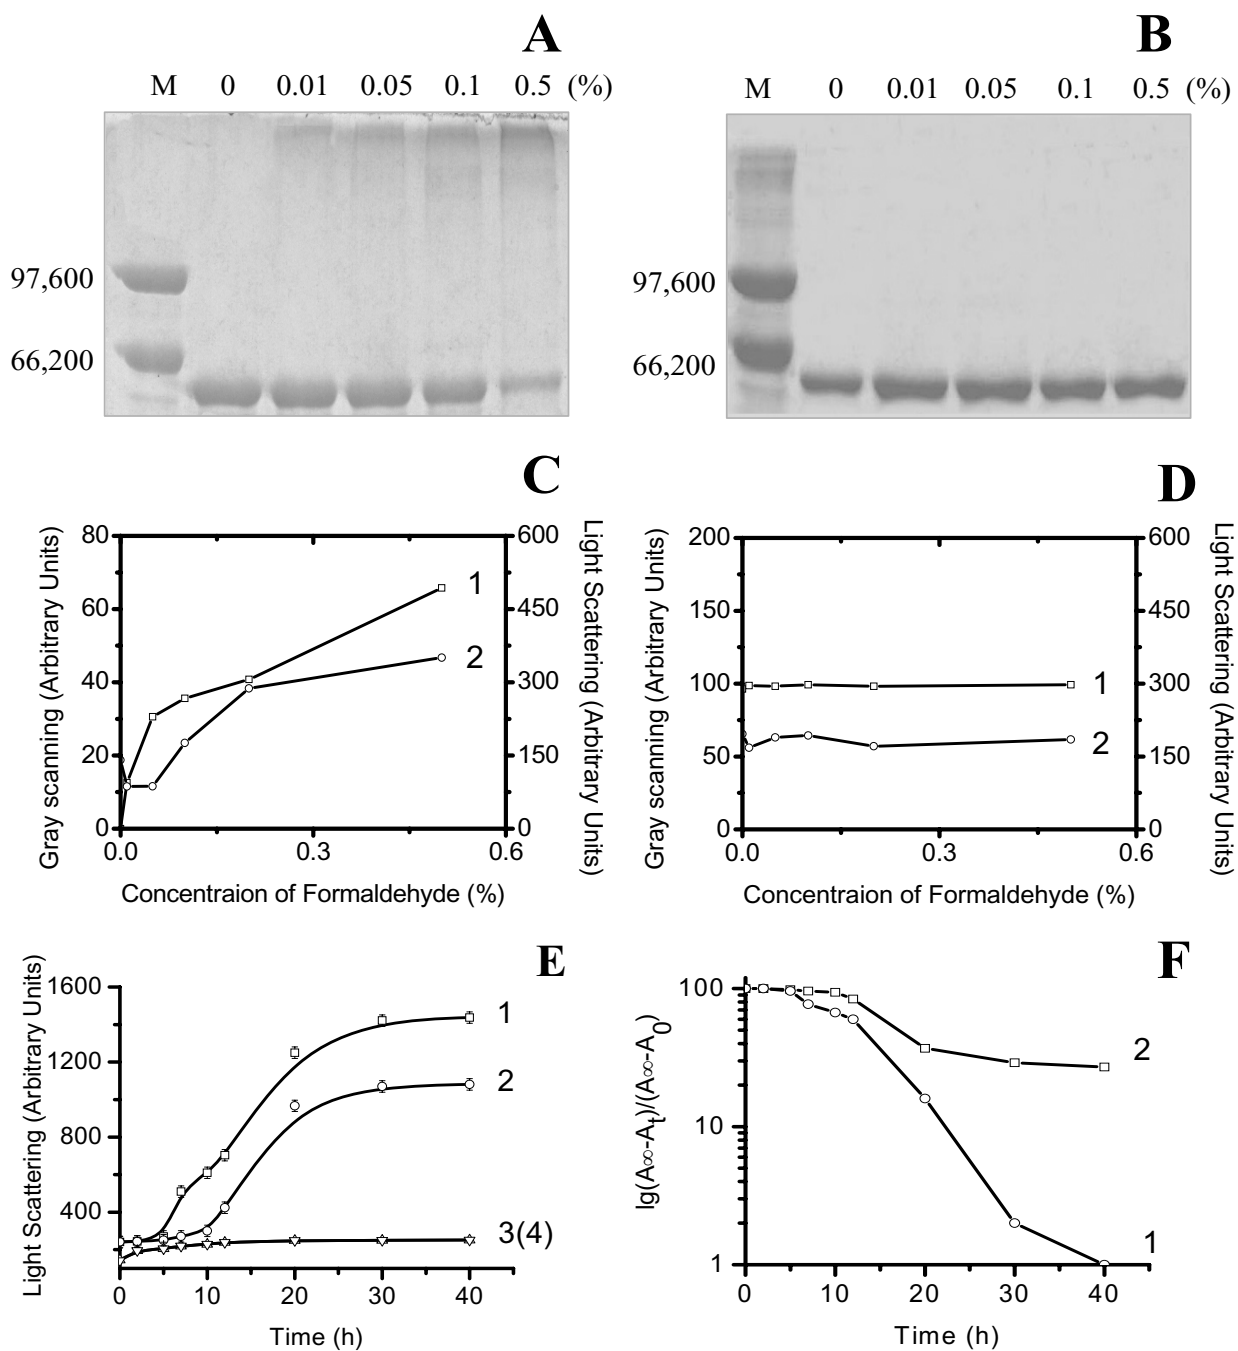 A
M 0 0.01 0.05 0.1 0.5 (%)
97,600
66,200
B
M 0 0.01 0.05 0.1 0.5 (%)
97,600
66,200
C
Gray scanning (Arbitrary Units)
80
60
40
20
0
600
450
300
150
0
Light Scattering (Arbitrary Units)
1
2
0.0 0.3 0.6
Concentraion of Formaldehyde (%)
D
Gray scanning (Arbitrary Units)
200
150
100
50
0
600
450
300
150
0
Light Scattering (Arbitrary Units)
1
2
0.0 0.3 0.6
Concentraion of Formaldehyde (%)
E
Light Scattering (Arbitrary Units)
1600
1200
800
400
1
2
3(4)
0 10 20 30 40
Time (h)
F
lg(A∞-At)/(A∞-A0)
100
10
1
2
1
0 10 20 30 40
Time (h)